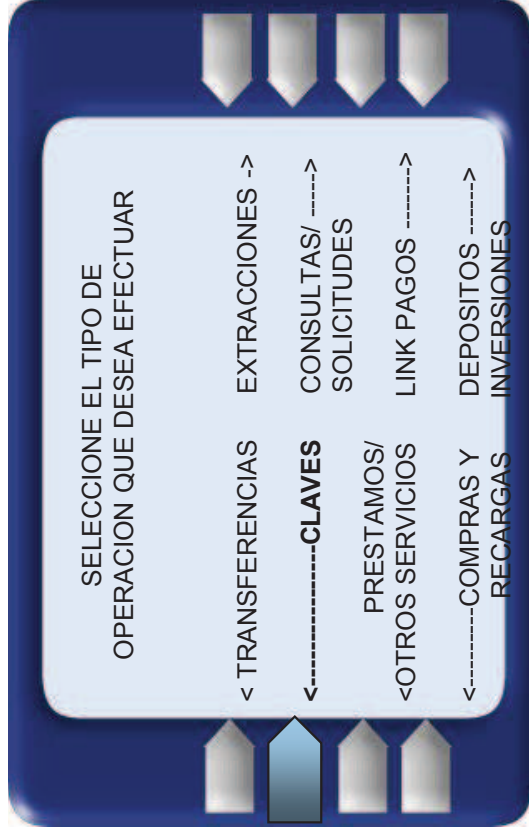 SELECCIONE EL TIPO DE
OPERACION QUE DESEA EFECTUAR
< TRANSFERENCIAS EXTRACCIONES ->
<-------------CLAVES CONSULTAS/ ----->
SOLICITUDES
PRESTAMOS/
<OTROS SERVICIOS LINK PAGOS -------->
<---------COMPRAS Y DEPOSITOS ------>
RECARGAS INVERSIONES